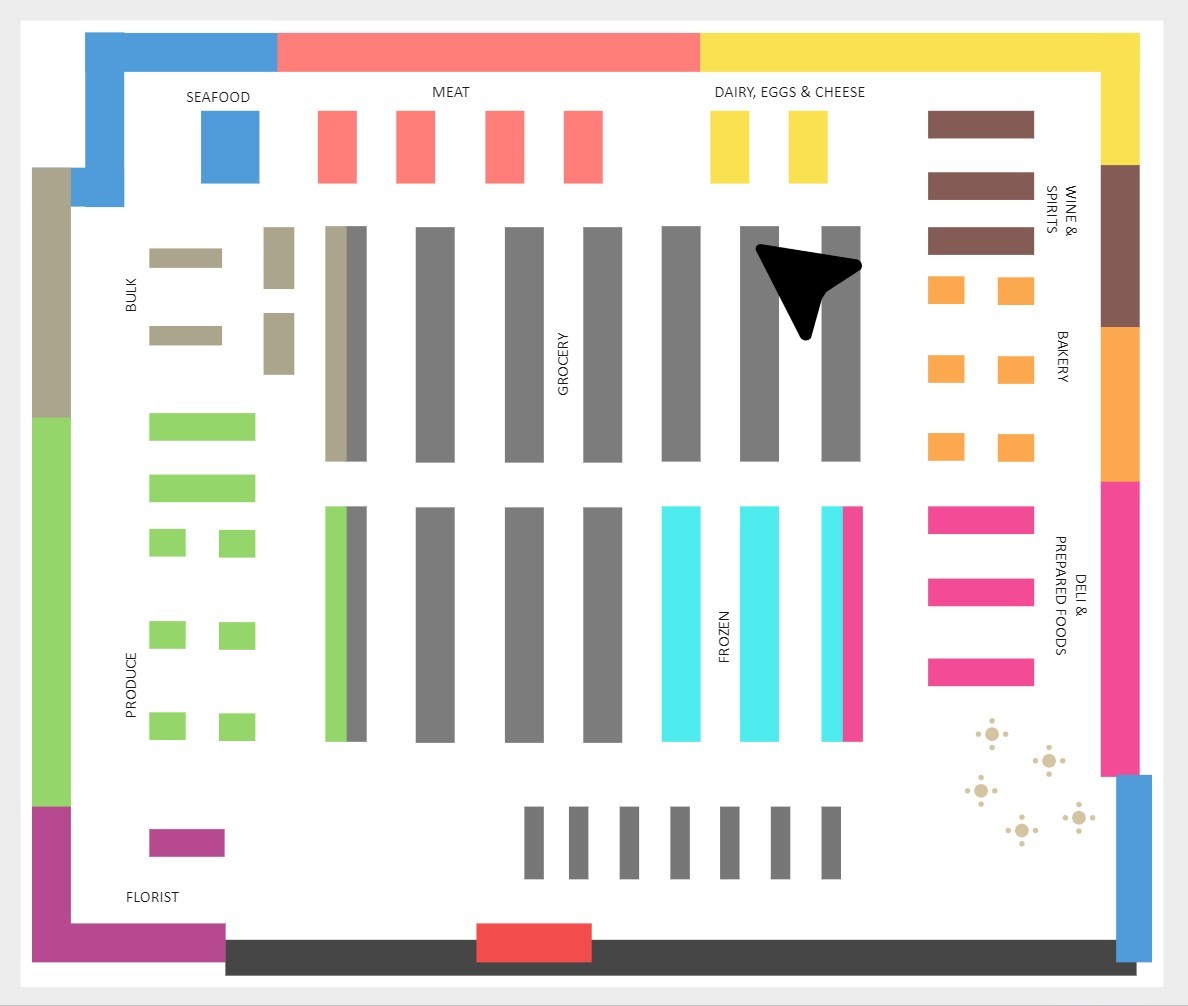 SEAFOOD
MEAT
DAIRY, EGGS & CHEESE
WINE &
SPIRITS
BULK
GROCERY
BAKERY
DELI &
PREPARED FOODS
FROZEN
PRODUCE
FLORIST